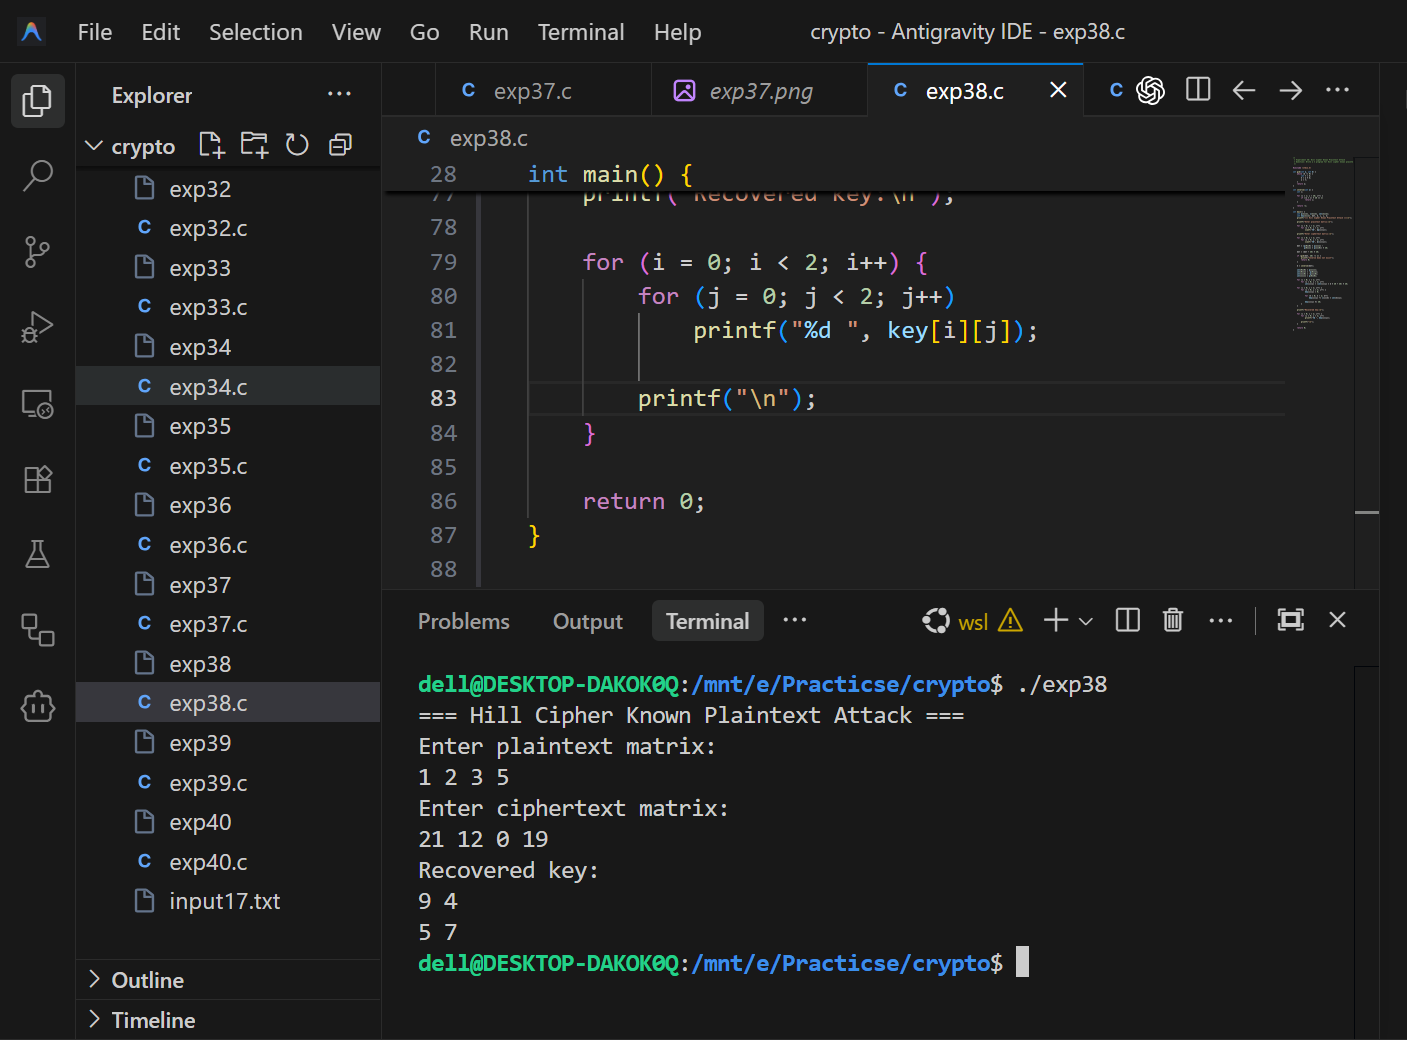 File Edit Selection View Go Run Terminal Help crypto - Antigravity IDE - exp38.c
Explorer
crypto
exp32
exp32.c
exp33
exp33.c
exp34
exp34.c
exp35
exp35.c
exp36
exp36.c
exp37
exp37.c
exp38
exp38.c
exp39
exp39.c
exp40
exp40.c
input17.txt
Outline
Timeline
C exp37.c exp37.png C exp38.c C
C exp38.c
28 int main() {
77 printf("Recovered key:\n");
78
79 for (i = 0; i < 2; i++) {
80 for (j = 0; j < 2; j++)
81 printf("%d ", key[i][j]);
82
83 printf("\n");
84 }
85
86 return 0;
87 }
88
Problems Output Terminal wsl
dell@DESKTOP-DAKOK0Q:/mnt/e/Practicse/crypto$ ./exp38
=== Hill Cipher Known Plaintext Attack ===
Enter plaintext matrix:
1 2 3 5
Enter ciphertext matrix:
21 12 0 19
Recovered key:
9 4
5 7
dell@DESKTOP-DAKOK0Q:/mnt/e/Practicse/crypto$